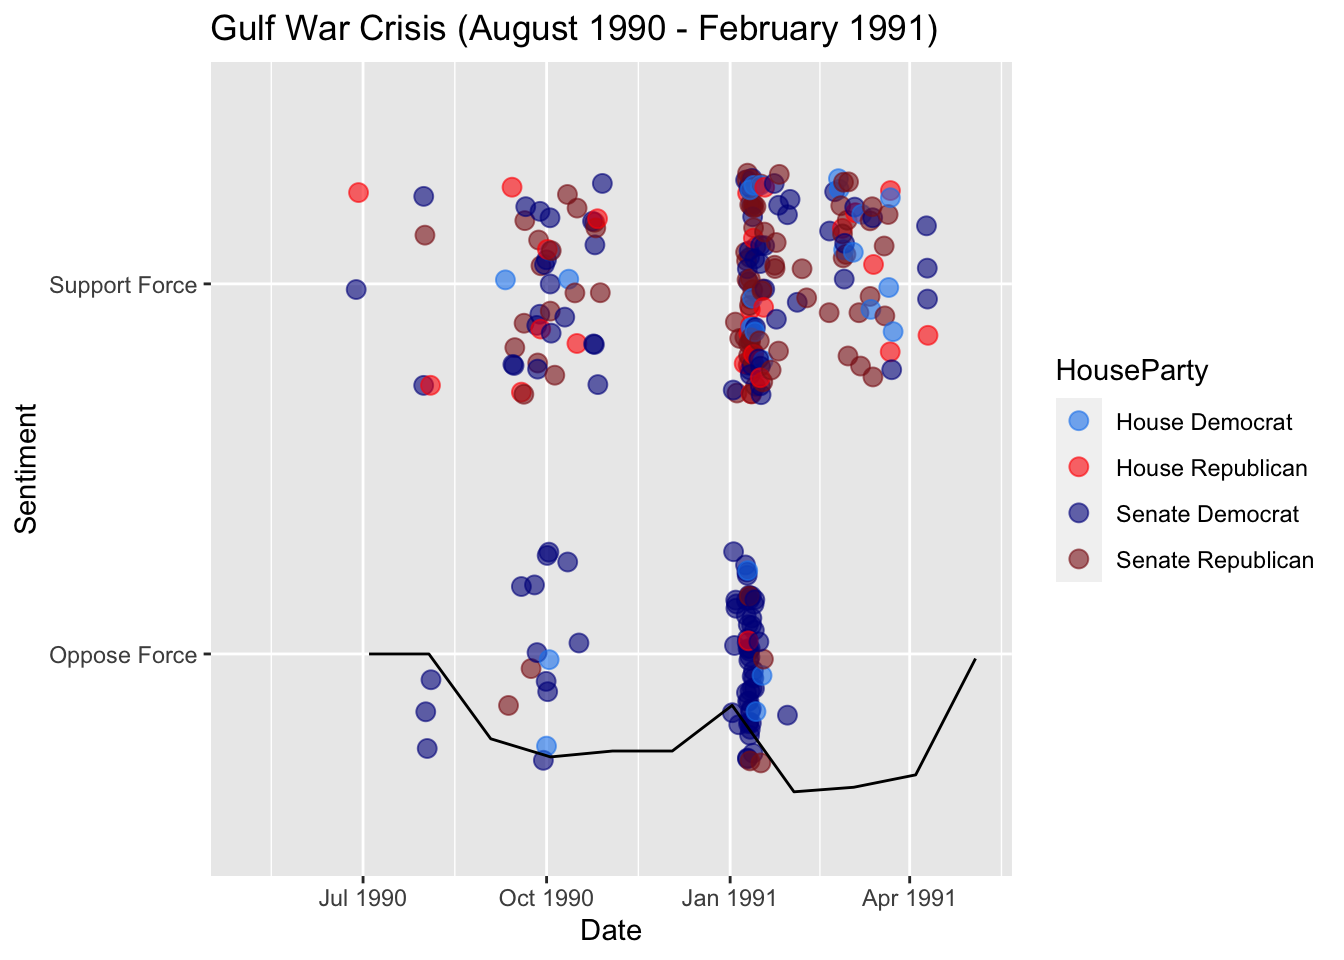 Gulf War Crisis (August 1990 - February 1991)
Support Force
Oppose Force
Sentiment
Jul 1990
Oct 1990
Jan 1991
Apr 1991
Date
HouseParty
House Democrat
House Republican
Senate Democrat
Senate Republican